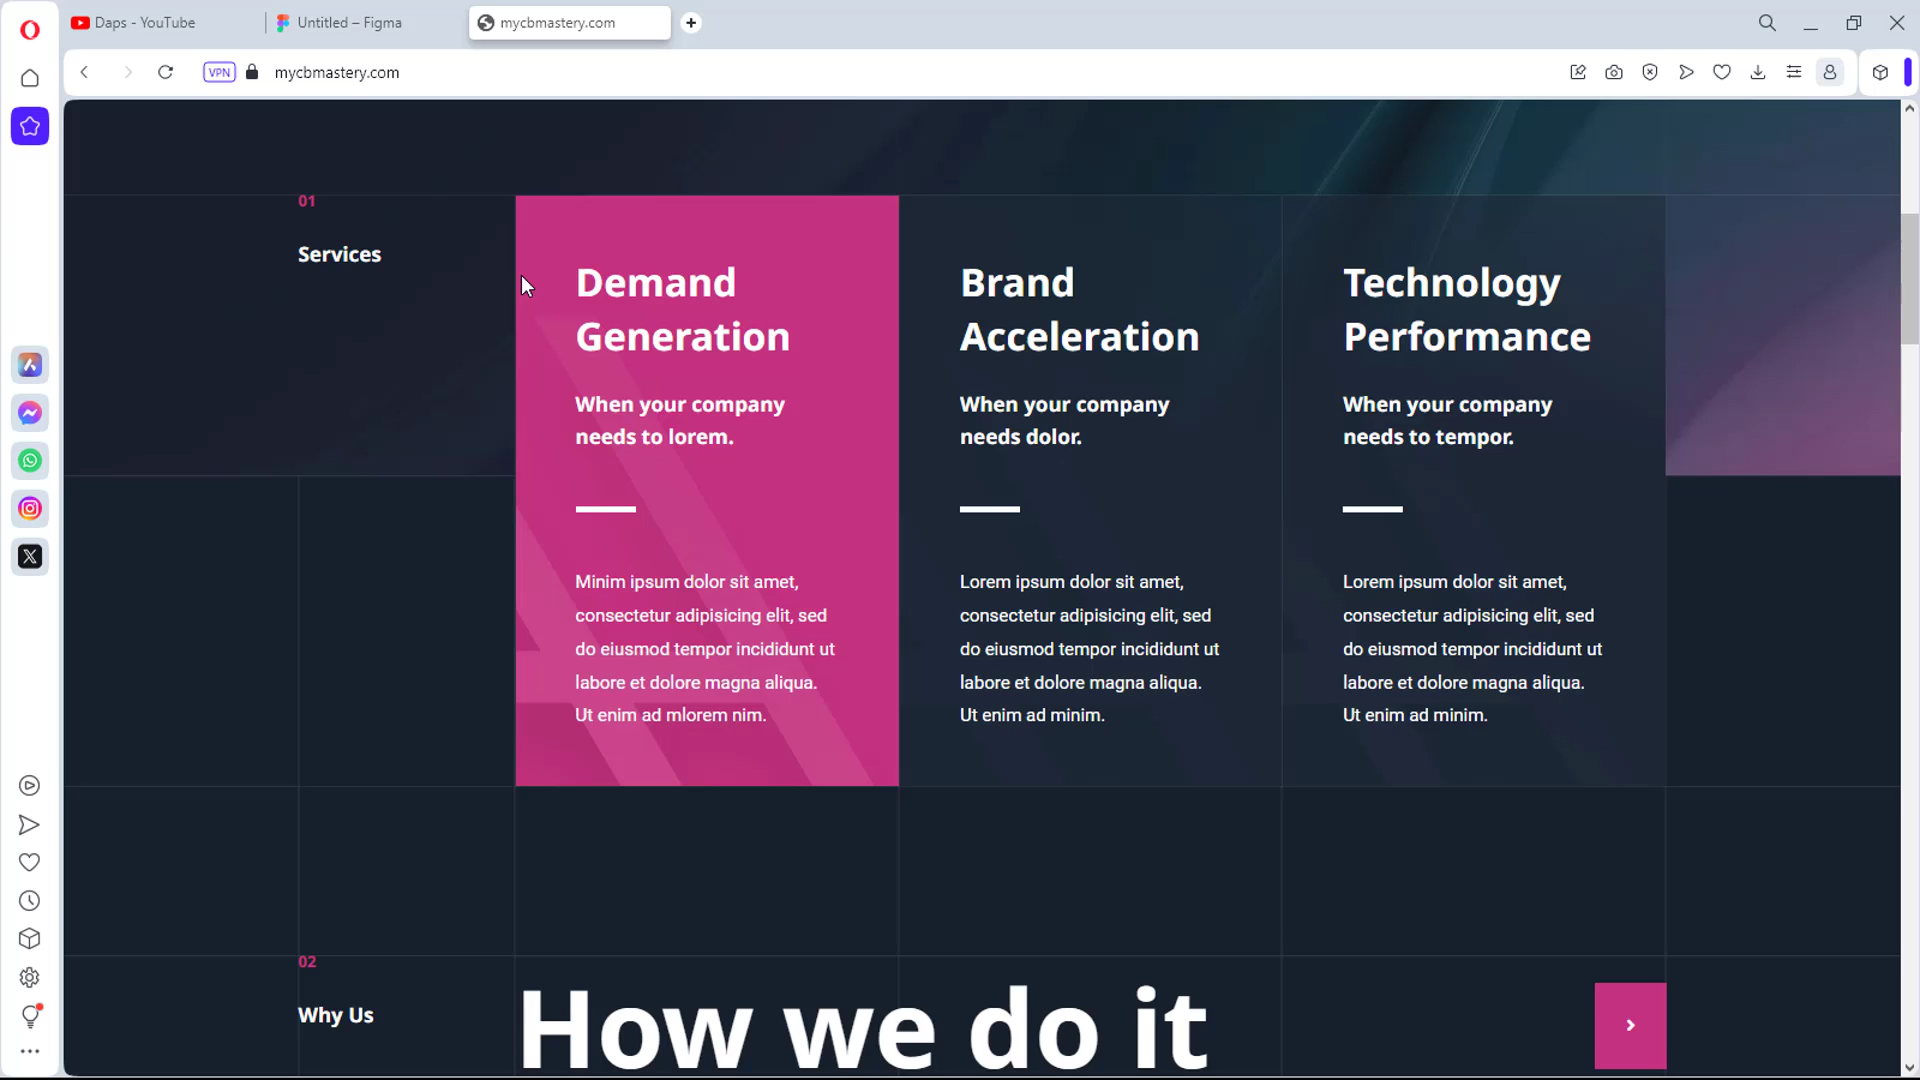 Daps - YouTube
Untitled – Figma
mycbmastery.com
VPN
mycbmastery.com
01
Services
Demand
Generation
When your company
needs to lorem.
Minim ipsum dolor sit amet,
consectetur adipisicing elit, sed
do eiusmod tempor incididunt ut
labore et dolore magna aliqua.
Ut enim ad mlorem nim.
Brand
Acceleration
When your company
needs dolor.
Lorem ipsum dolor sit amet,
consectetur adipisicing elit, sed
do eiusmod tempor incididunt ut
labore et dolore magna aliqua.
Ut enim ad minim.
Technology
Performance
When your company
needs to tempor.
Lorem ipsum dolor sit amet,
consectetur adipisicing elit, sed
do eiusmod tempor incididunt ut
labore et dolore magna aliqua.
Ut enim ad minim.
02
Why Us
How we do it